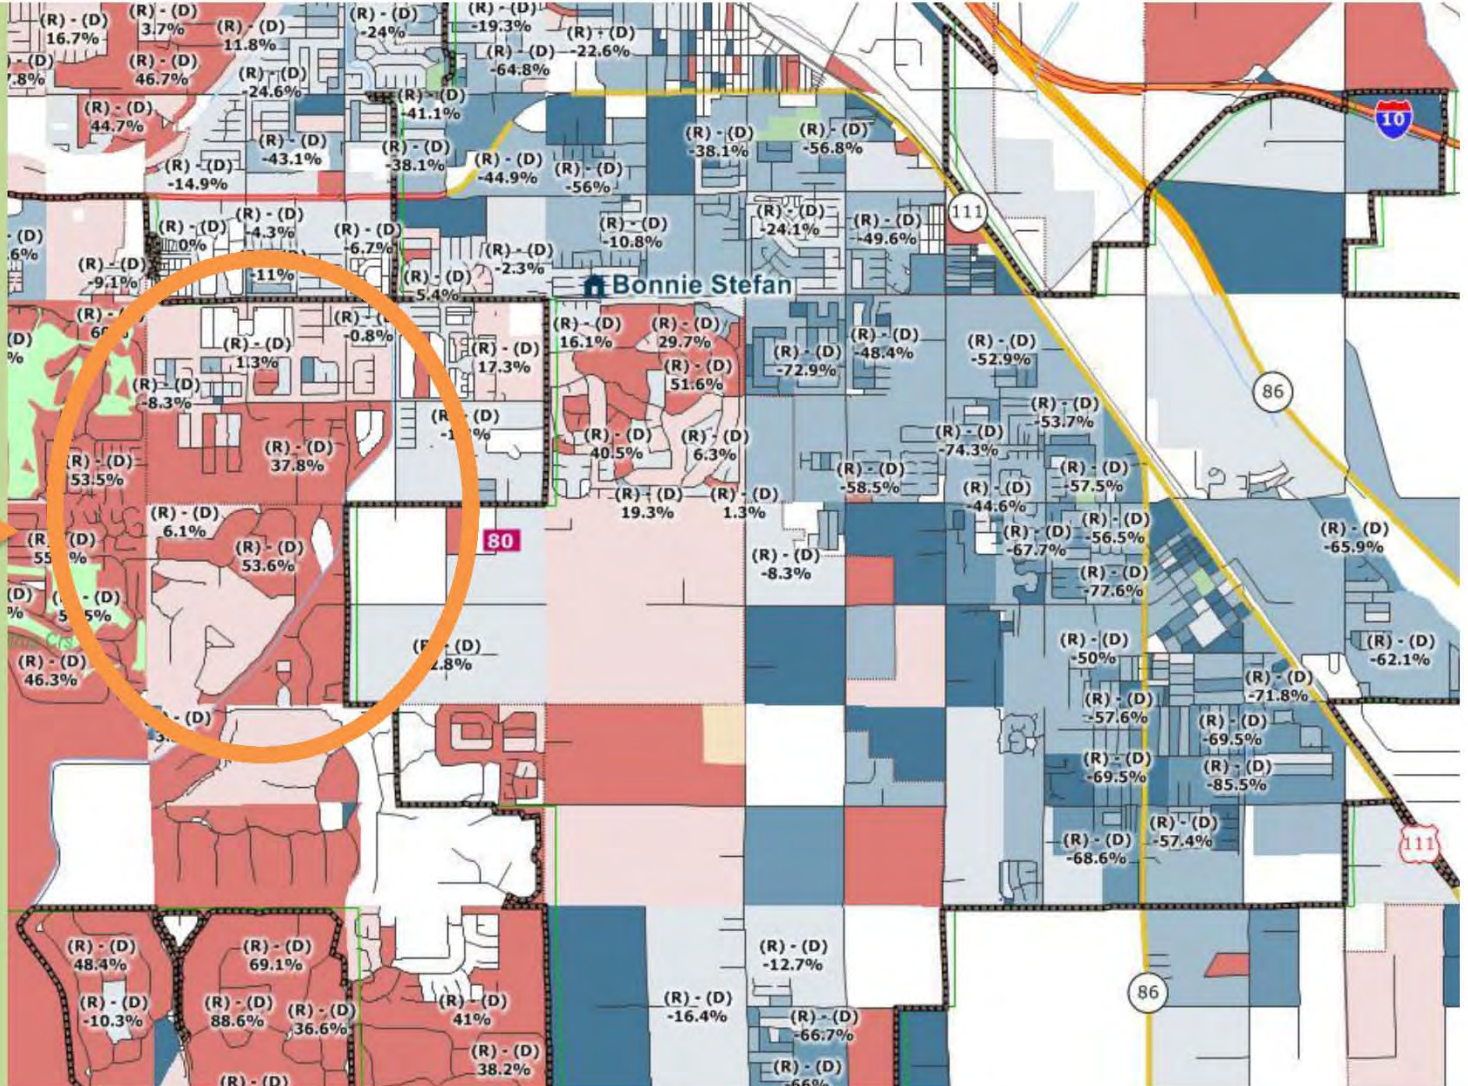 (R) - (D)
16.7%
3.7%
(R) - (D)
11.8%
(R) - (D)
-24%
-19.3%
(R) - (D)
-22.6%
- (D)
7.8%
(R) - (D)
46.7%
(R) - (D)
-24.6%
(R) - (D)
-64.8%
(R) - (D)
44.7%
(R) - (D)
-41.1%
(R) - (D)
-43.1%
(R) - (D)
-38.1%
(R) - (D)
-38.1%
(R) - (D)
-56.8%
10
(R) - (D)
-14.9%
(R) - (D)
-44.9%
(R) - (D)
-56%
111
(R) - (D)
0%
(R) - (D)
-4.3%
(R) - (D)
-6.7%
(R) - (D)
-10.8%
(R) - (D)
-24.1%
(R) - (D)
-49.6%
- (D)
.6%
(R) - (D)
-9.1%
-11%
(R) - (D)
5.4%
(R) - (D)
-2.3%
Bonnie Stefan
(R) -
(R) - (D)
1.3%
(R) - (D)
-0.8%
(R) - (D)
17.3%
(R) - (D)
16.1%
(R) - (D)
29.7%
(R) - (D)
51.6%
(R) - (D)
-72.9%
(R) - (D)
-48.4%
(R) - (D)
-52.9%
(D)
%
(R) - (D)
-8.3%
86
(R) - (D)
(R) - (D)
-53.7%
(R) - (D)
53.5%
(R) - (D)
37.8%
(R) - (D)
40.5%
(R) - (D)
6.3%
(R) - (D)
-74.3%
(R) - (D)
-58.5%
(R) - (D)
-57.5%
(R) - (D)
6.1%
(R) - (D)
19.3%
(R) - (D)
1.3%
(R) - (D)
-44.6%
(R) - (D)
53.6%
80
(R) - (D)
-8.3%
(R) - (D)
-67.7%
(R) - (D)
-56.5%
(R) - (D)
-65.9%
(R) - (D)
(R) - (D)
-77.6%
(D)
%
(R) - (D)
(R) - (D)
46.3%
(R) - (D)
2.8%
(R) - (D)
-50%
(R) - (D)
-62.1%
(R) - (D)
-71.8%
- (D)
(R) - (D)
-57.6%
(R) - (D)
-69.5%
(R) - (D)
-69.5%
(R) - (D)
-85.5%
(R) - (D)
-68.6%
(R) - (D)
-57.4%
111
(R) - (D)
48.4%
(R) - (D)
69.1%
(R) - (D)
-12.7%
(R) - (D)
-10.3%
(R) - (D)
88.6%
(R) - (D)
36.6%
(R) - (D)
41%
(R) - (D)
-16.4%
(R) - (D)
-66.7%
86
(R) - (D)
38.2%
(R) - (D)
(R) - (D)
-66%